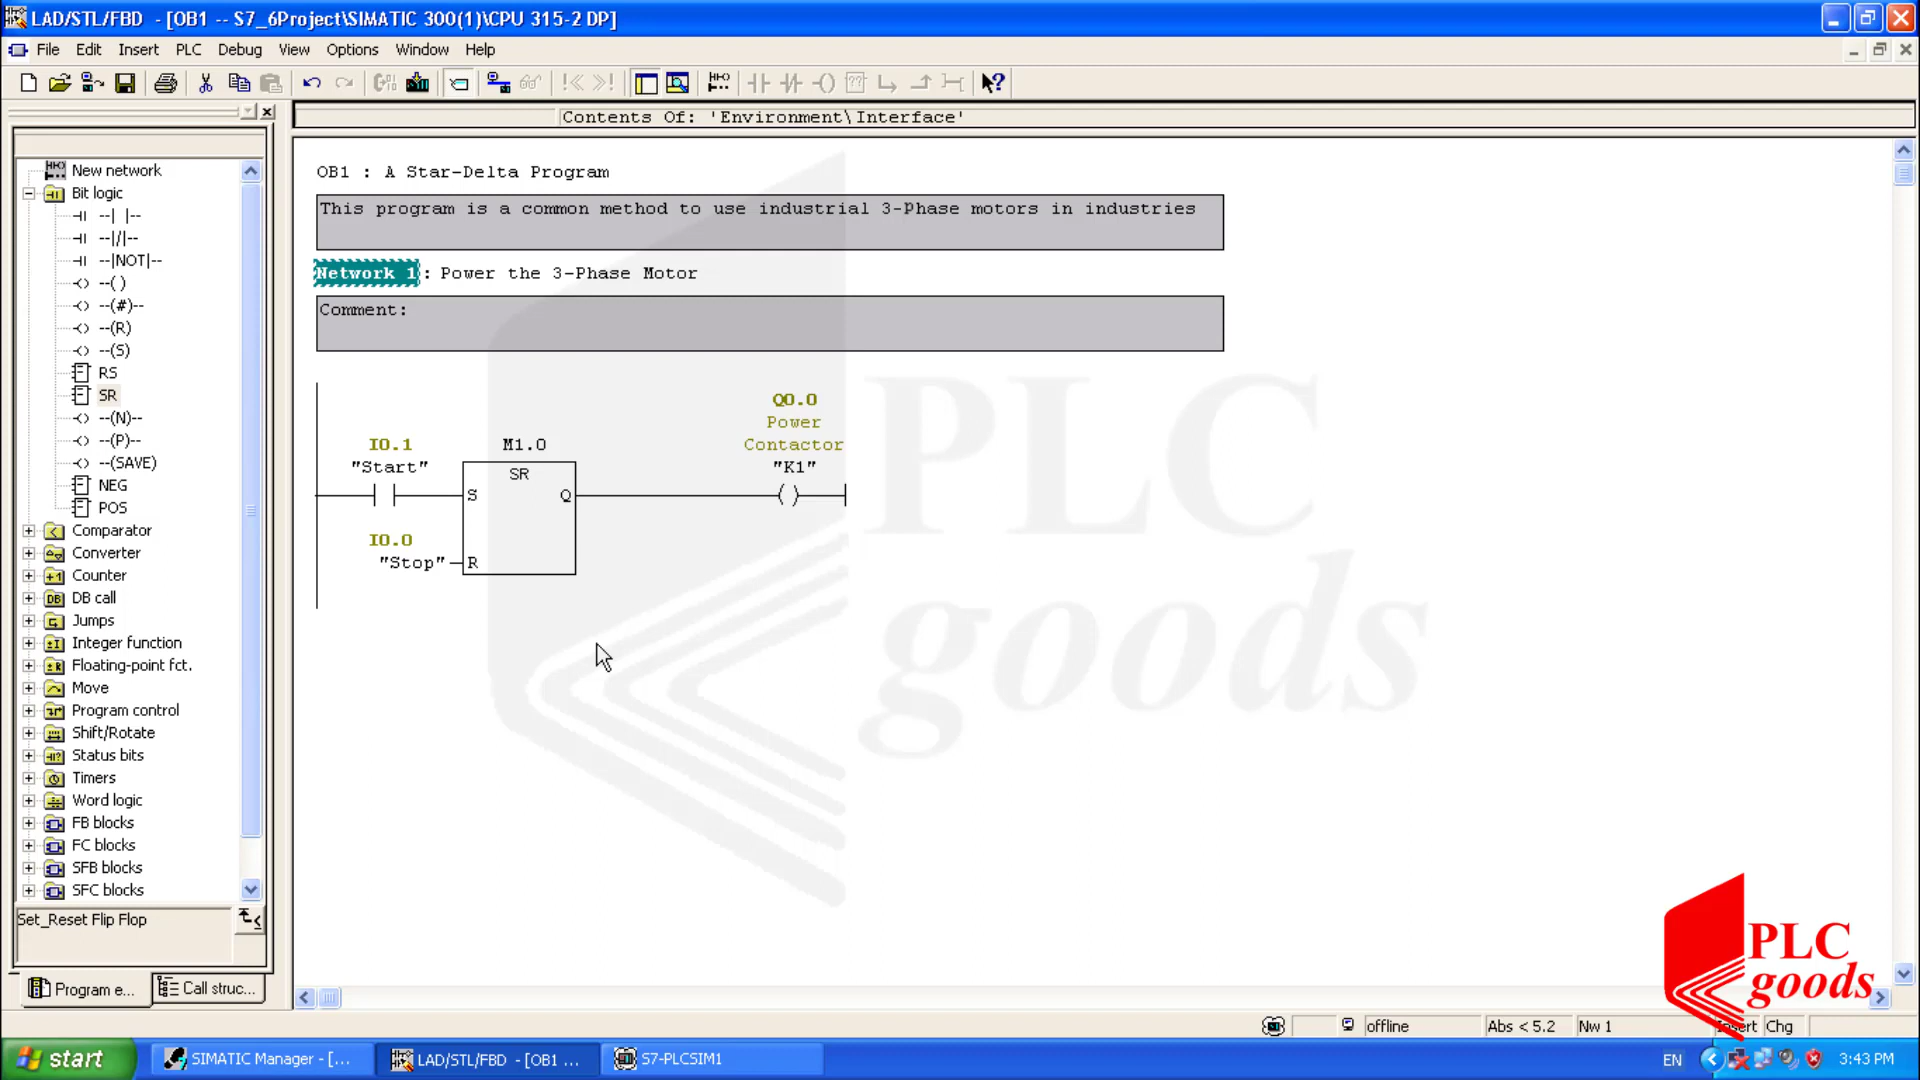 LAD/STL/FBD - [OB1 -- S7_6Project\SIMATIC 300(1)\CPU 315-2 DP]
File Edit Insert PLC Debug View Options Window Help
Contents Of: 'Environment\Interface'
New network
Bit logic
--| |--
--|/|--
--|NOT|--
--( )
--(#)--
--(R)
--(S)
RS
SR
--(N)--
--(P)--
--(SAVE)
NEG
POS
Comparator
Converter
Counter
DB call
Jumps
Integer function
Floating-point fct.
Move
Program control
Shift/Rotate
Status bits
Timers
Word logic
FB blocks
FC blocks
SFB blocks
SFC blocks
Set_Reset Flip Flop
Program e...
Call struc...
OB1 : A Star-Delta Program
This program is a common method to use industrial 3-Phase motors in industries
Network 1: Power the 3-Phase Motor
Comment:
Q0.0
Power
Contactor
"K1"
I0.1
"Start"
M1.0
SR
S
Q
I0.0
"Stop"
R
PLC
goods
PLC
goods
offline
Abs < 5.2
Nw 1
Insert
Chg
start
SIMATIC Manager - [...
LAD/STL/FBD - [OB1 ...
S7-PLCSIM1
EN
3:43 PM